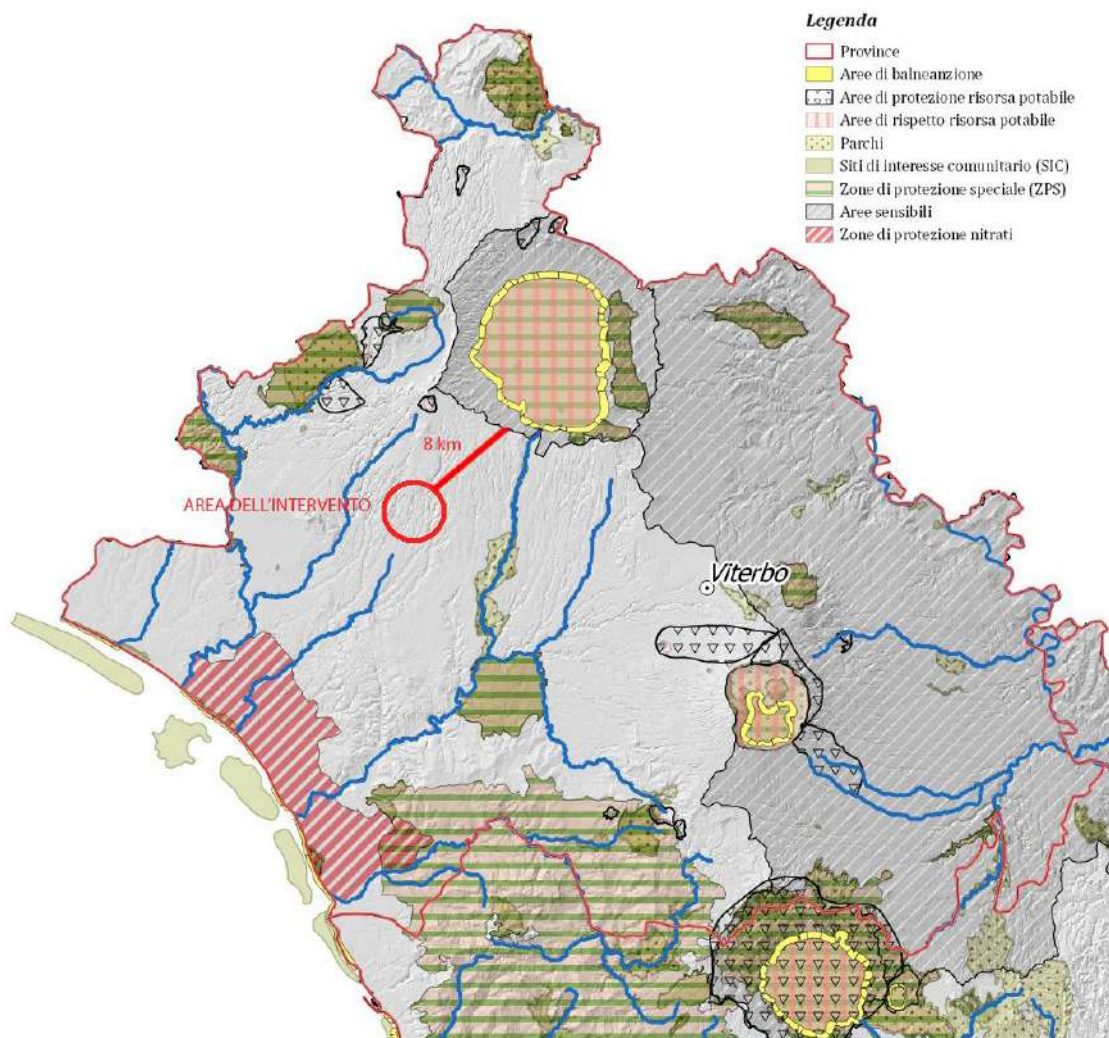 Legenda
Province
Aree di balneanzione
Aree di protezione risorsa potabile
Aree di rispetto risorsa potabile
Parchi
Siti di interesse comunitario (SIC)
Zone di protezione speciale (ZPS)
Aree sensibili
Zone di protezione nitrati
8 km
AREA DELL'INTERVENTO
Viterbo